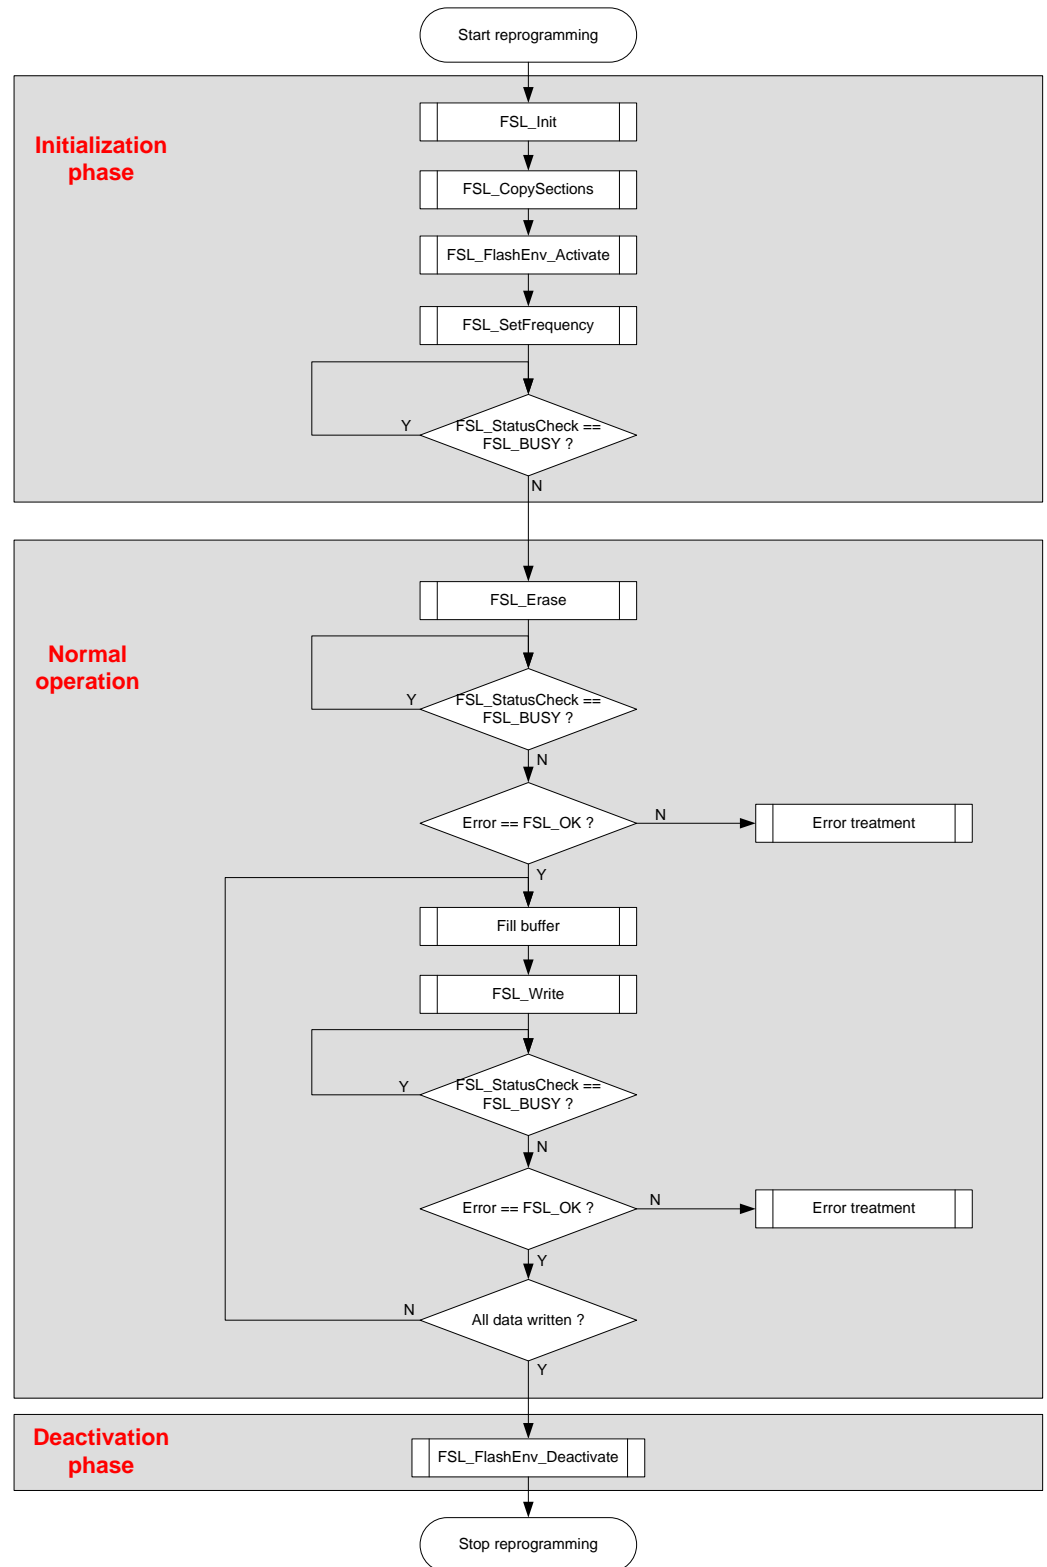 Start reprogramming
Initialization
phase
FSL_Init
FSL_CopySections
FSL_FlashEnv_Activate
FSL_SetFrequency
FSL_StatusCheck ==
FSL_BUSY ?
Y
N
Normal
operation
FSL_Erase
FSL_StatusCheck ==
FSL_BUSY ?
Y
N
Error == FSL_OK ?
N
Error treatment
Y
Fill buffer
FSL_Write
FSL_StatusCheck ==
FSL_BUSY ?
Y
N
Error == FSL_OK ?
N
Error treatment
Y
All data written ?
N
Y
Deactivation
phase
FSL_FlashEnv_Deactivate
Stop reprogramming